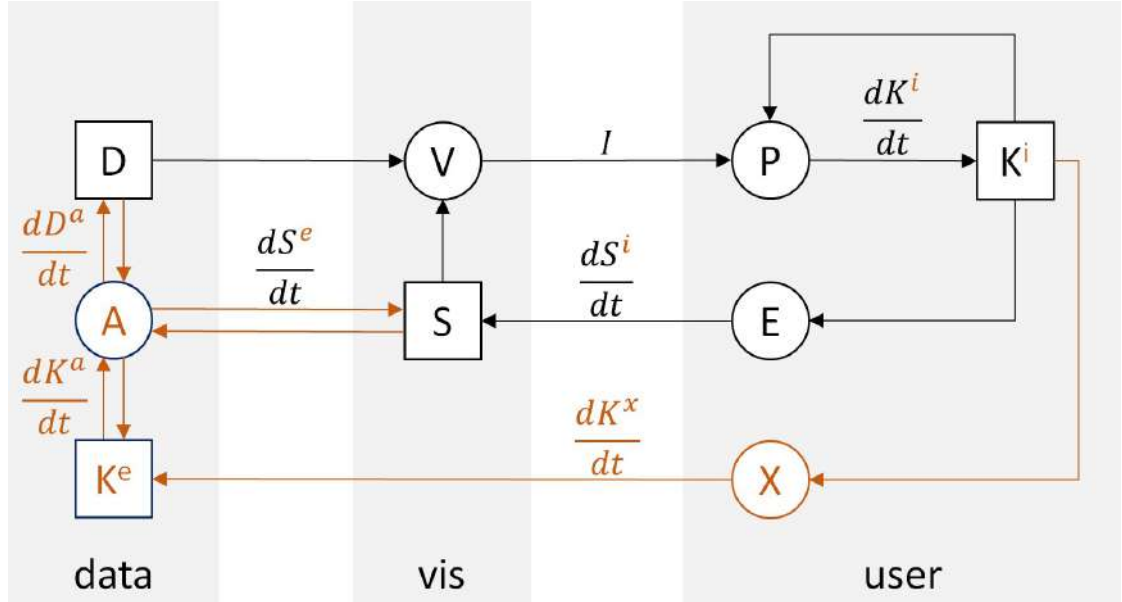 dK^i/dt
D
V
I
P
K^i
dD^a/dt
dS^e/dt
dS^i/dt
A
S
E
dK^a/dt
dK^x/dt
K^e
X
data
vis
user